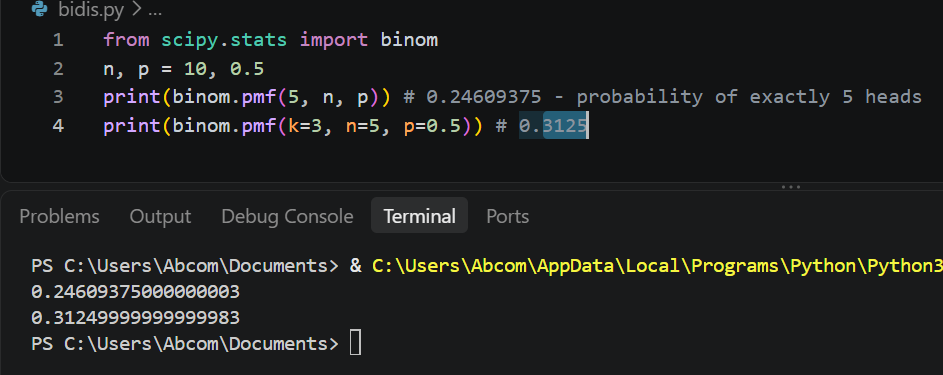 bidis.py > ...
1 from scipy.stats import binom
2 n, p = 10, 0.5
3 print(binom.pmf(5, n, p)) # 0.24609375 - probability of exactly 5 heads
4 print(binom.pmf(k=3, n=5, p=0.5)) # 0.3125
Problems Output Debug Console Terminal Ports
PS C:\Users\Abcom\Documents> & C:\Users\Abcom\AppData\Local\Programs\Python\Python3
0.24609375000000003
0.31249999999999983
PS C:\Users\Abcom\Documents>